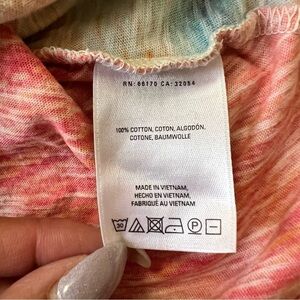 RN: 66170 CA: 32054
100% COTTON, COTON, ALGODÓN,
COTONE, BAUMWOLLE
MADE IN VIETNAM,
HECHO EN VIETNAM,
FABRIQUÉ AU VIETNAM
30 P